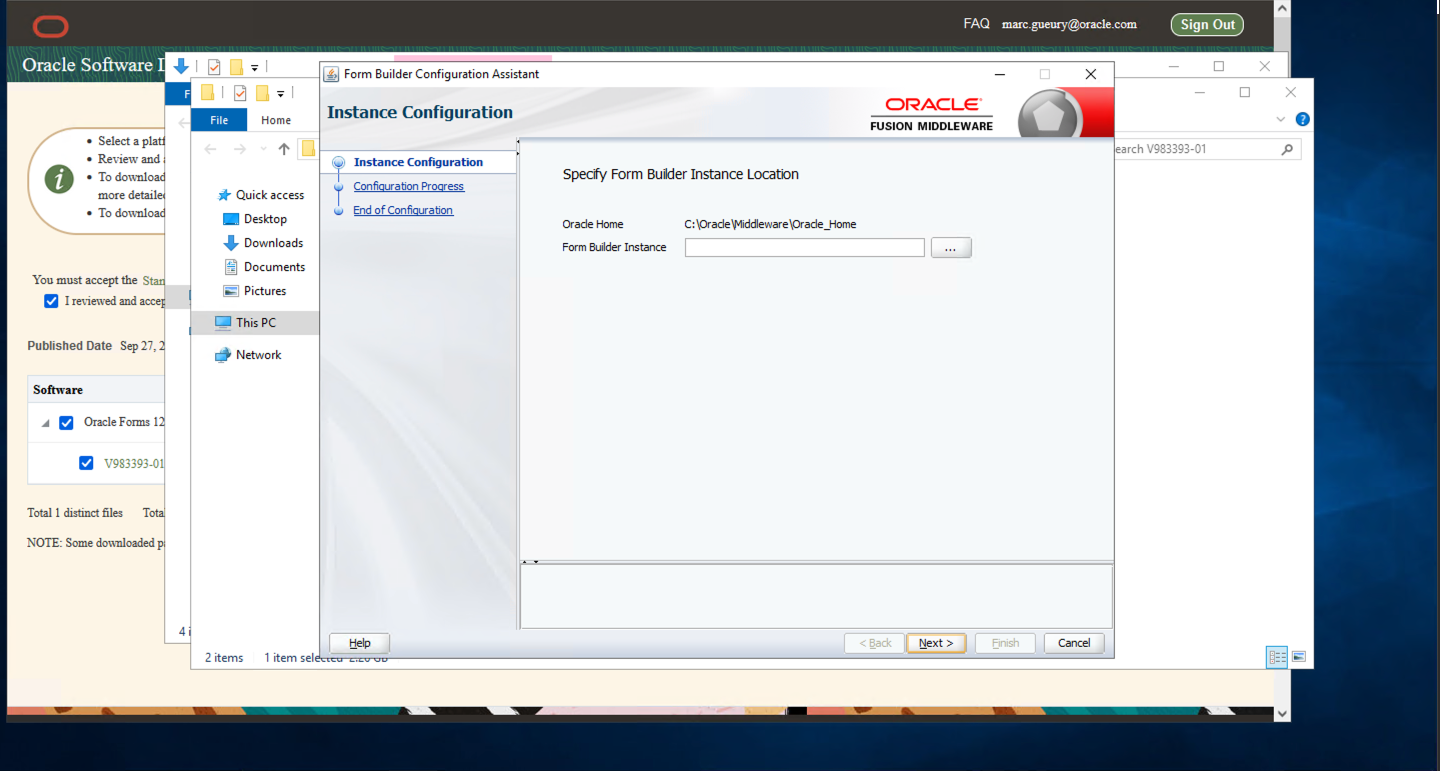 FAQ marc.gueury@oracle.com Sign Out
Oracle Software
Select a platf
Review and
To download
more detailed
To download
You must accept the Stan
I reviewed and accep
Published Date Sep 27, 2
Software
Oracle Forms 12
V983393-01
Total 1 distinct files Tota
NOTE: Some downloaded
4
File Home
Quick access
Desktop
Downloads
Documents
Pictures
This PC
Network
2 items 1 item selected
earch V983393-01
Form Builder Configuration Assistant
Instance Configuration
ORACLE
FUSION MIDDLEWARE
Instance Configuration
Configuration Progress
End of Configuration
Specify Form Builder Instance Location
Oracle Home C:\Oracle\Middleware\Oracle_Home
Form Builder Instance ...
Help < Back Next > Finish Cancel